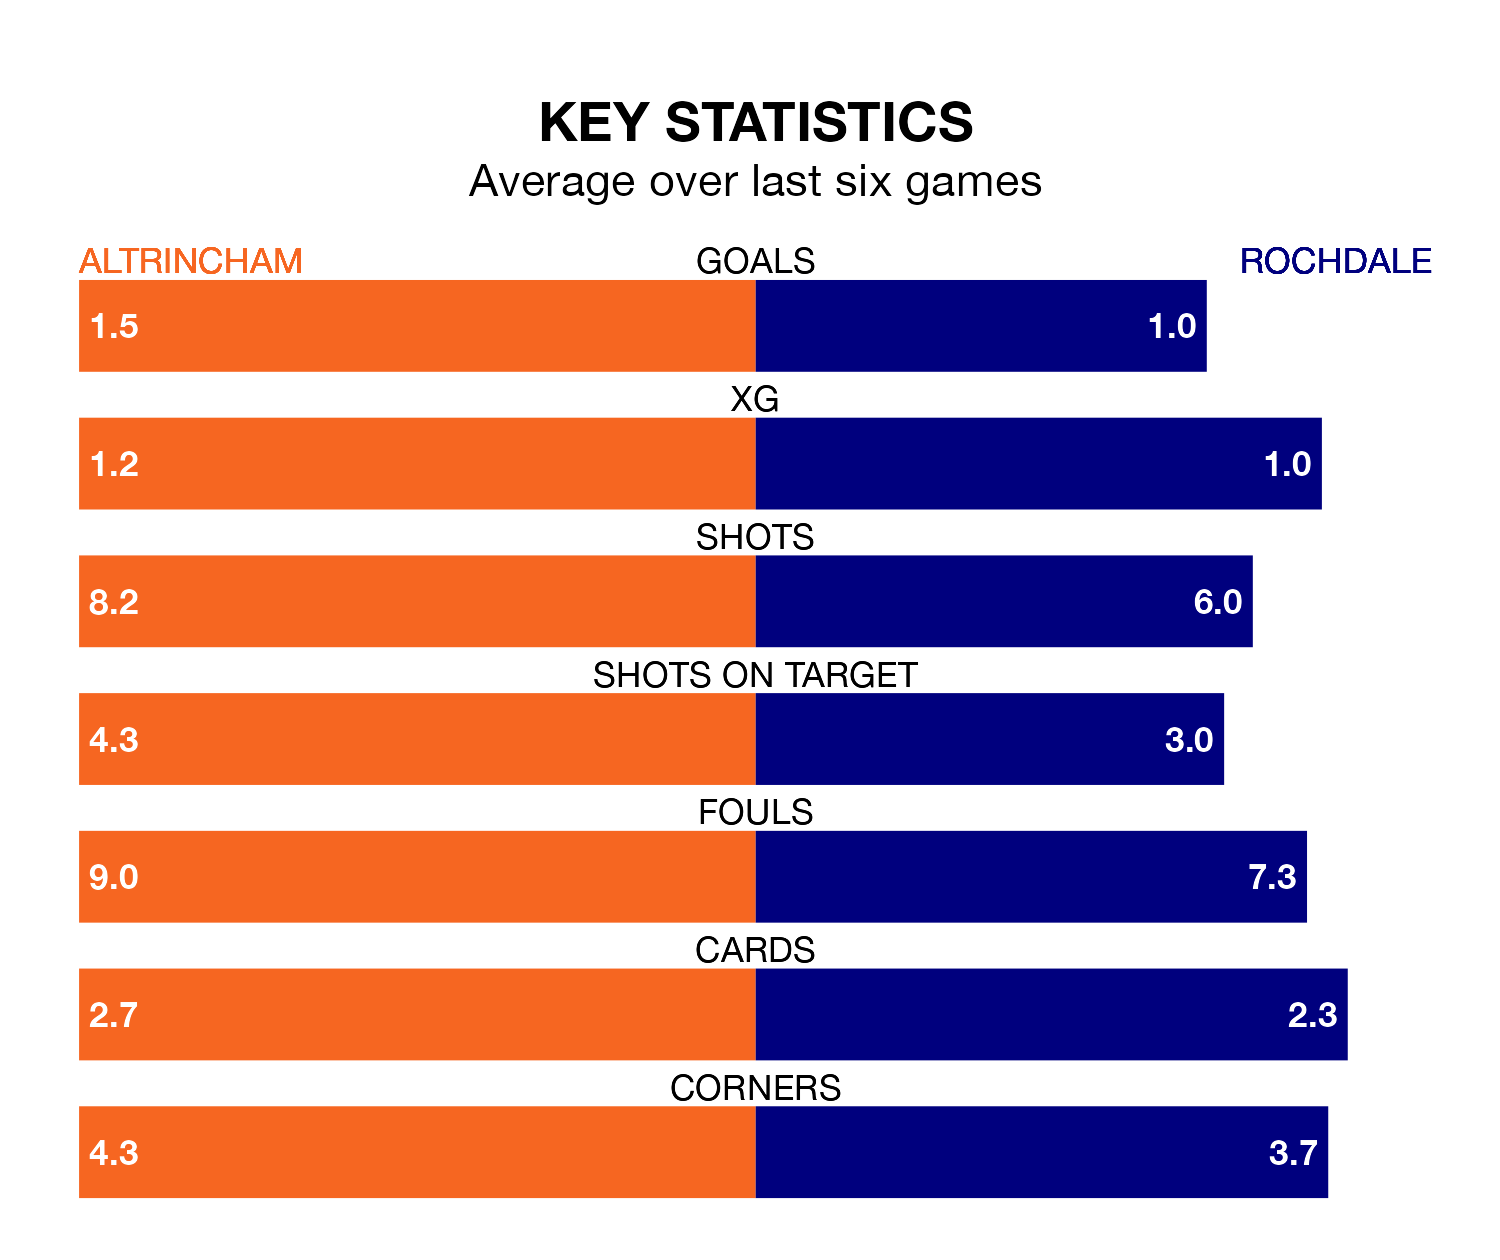 KEY STATISTICS
Average over last six games
ALTRINCHAM GOALS ROCHDALE
1.5 1.0
XG
1.2 1.0
SHOTS
8.2 6.0
SHOTS ON TARGET
4.3 3.0
FOULS
9.0 7.3
CARDS
2.7 2.3
CORNERS
4.3 3.7